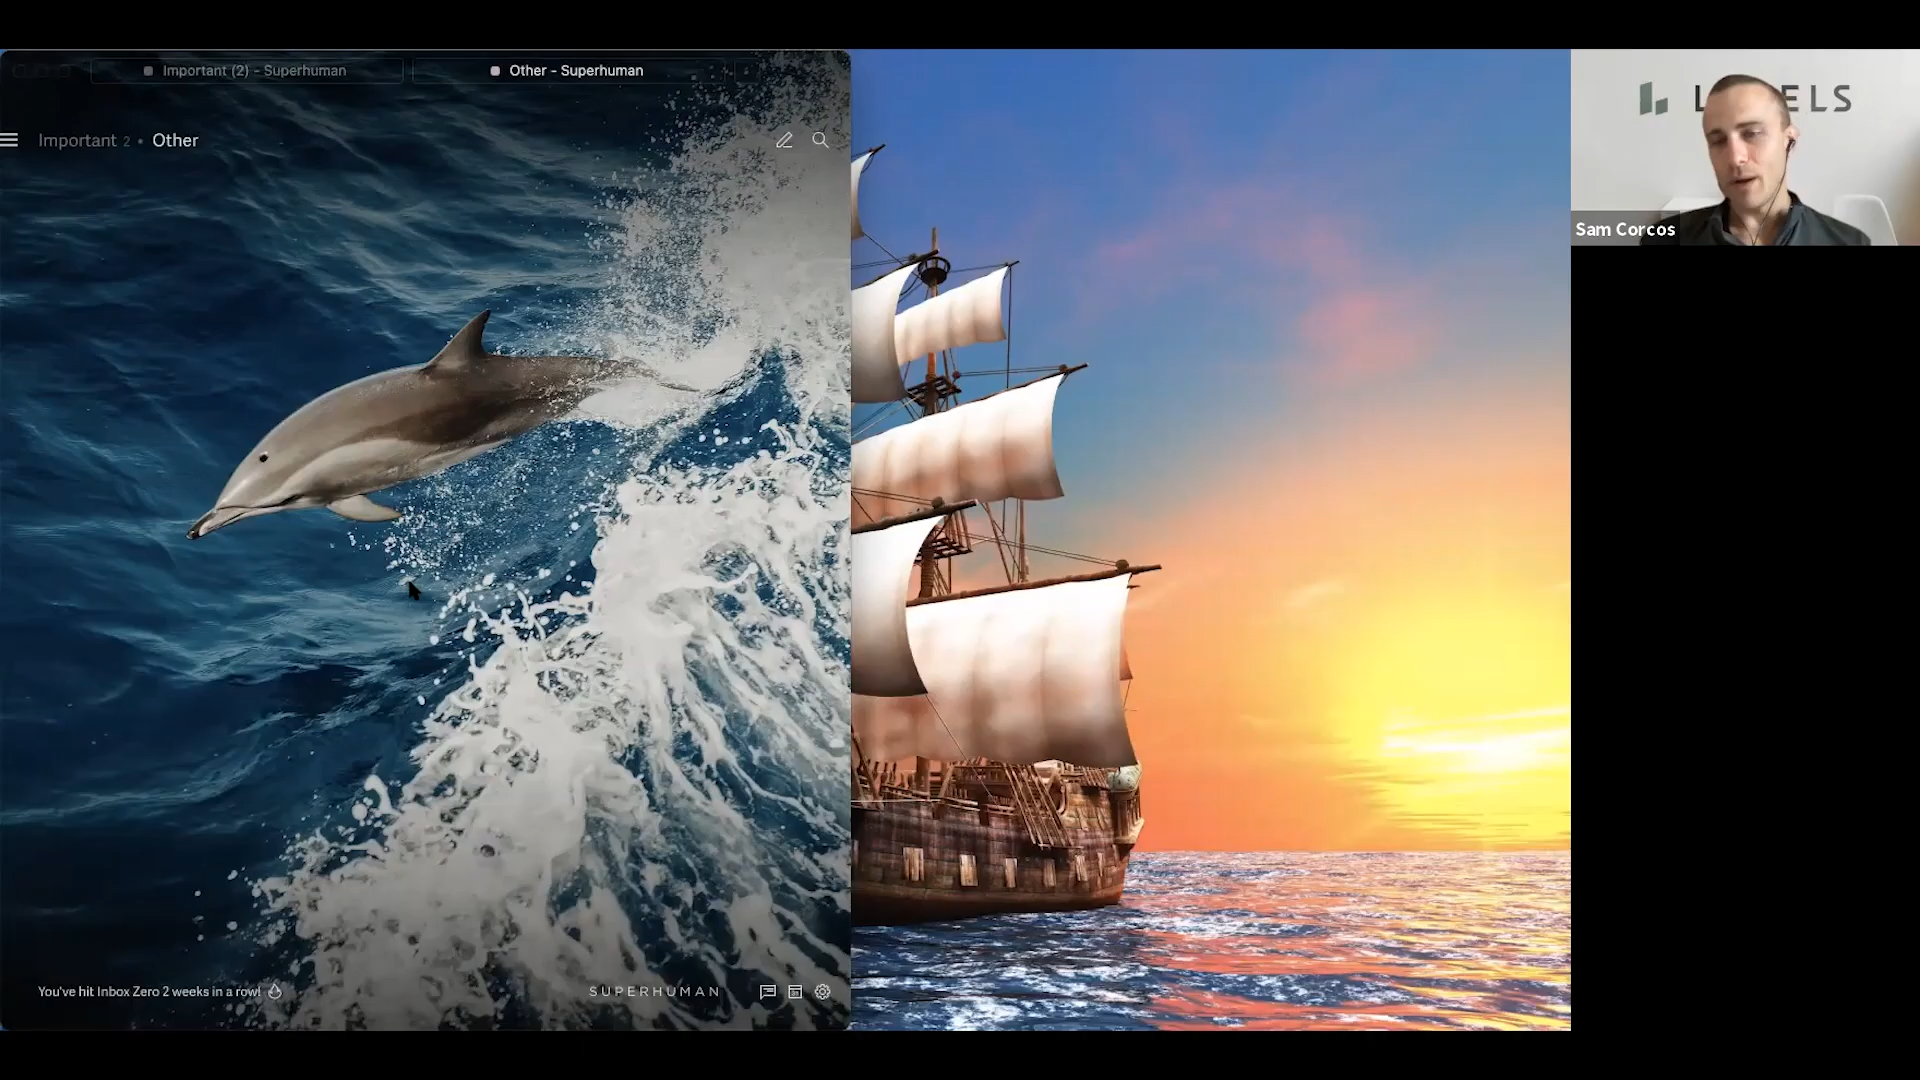 Important (2) - Superhuman
Other - Superhuman
Important 2 • Other
You've hit Inbox Zero 2 weeks in a row!
SUPERHUMAN
L ELS
Sam Corcos